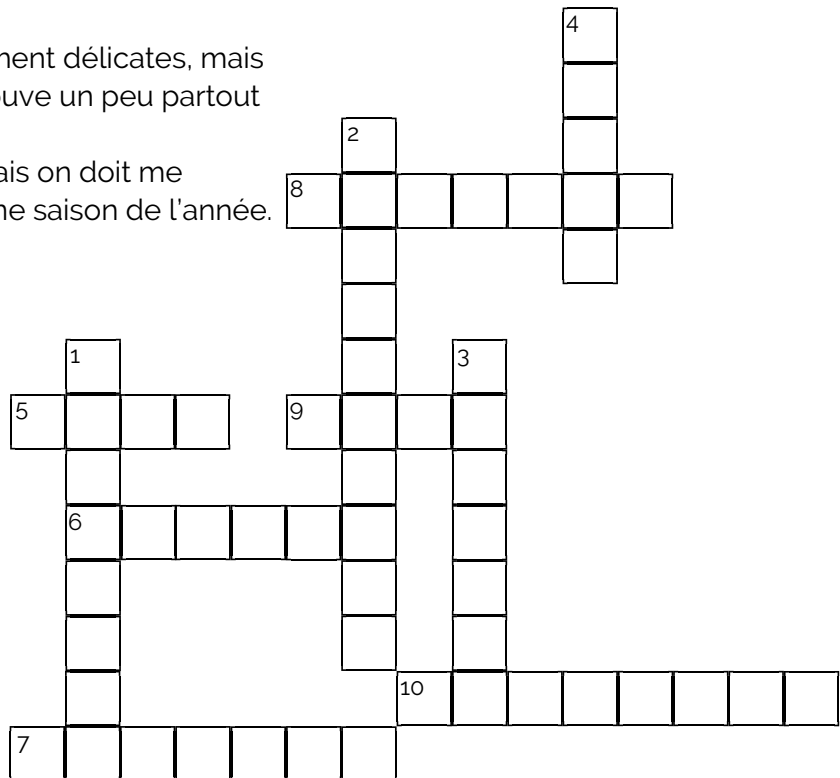 4
ment délicates, mais
ouve un peu partout
2
ais on doit me
8
ne saison de l'année.
1
3
5
9
6
10
7